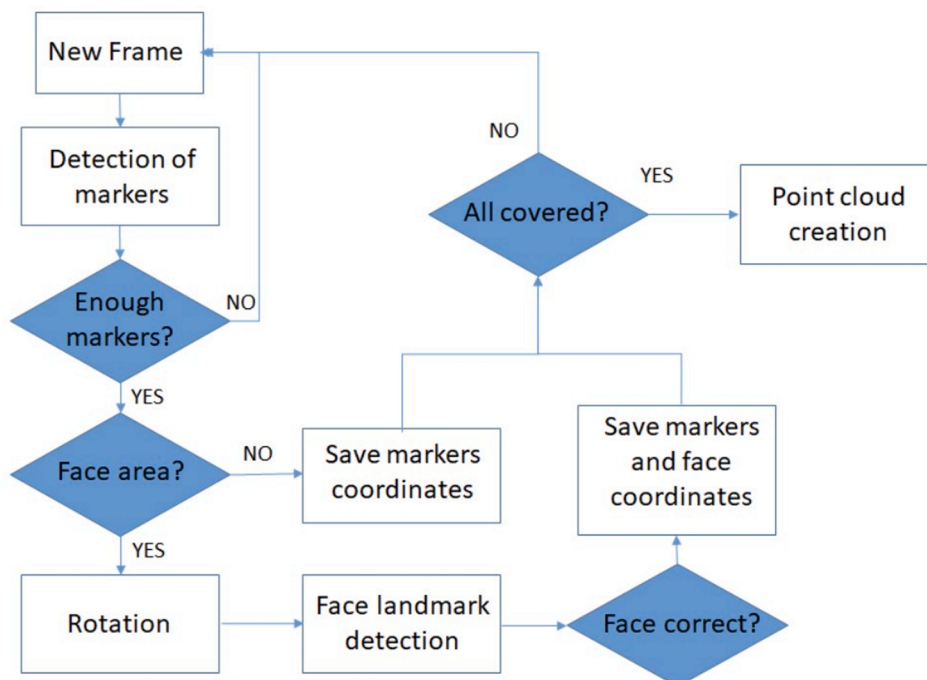 New Frame
Detection of
markers
Enough
markers?
NO
YES
Face area?
NO
Save markers
coordinates
YES
Rotation
Face landmark
detection
Face correct?
Save markers
and face
coordinates
All covered?
NO
YES
Point cloud
creation